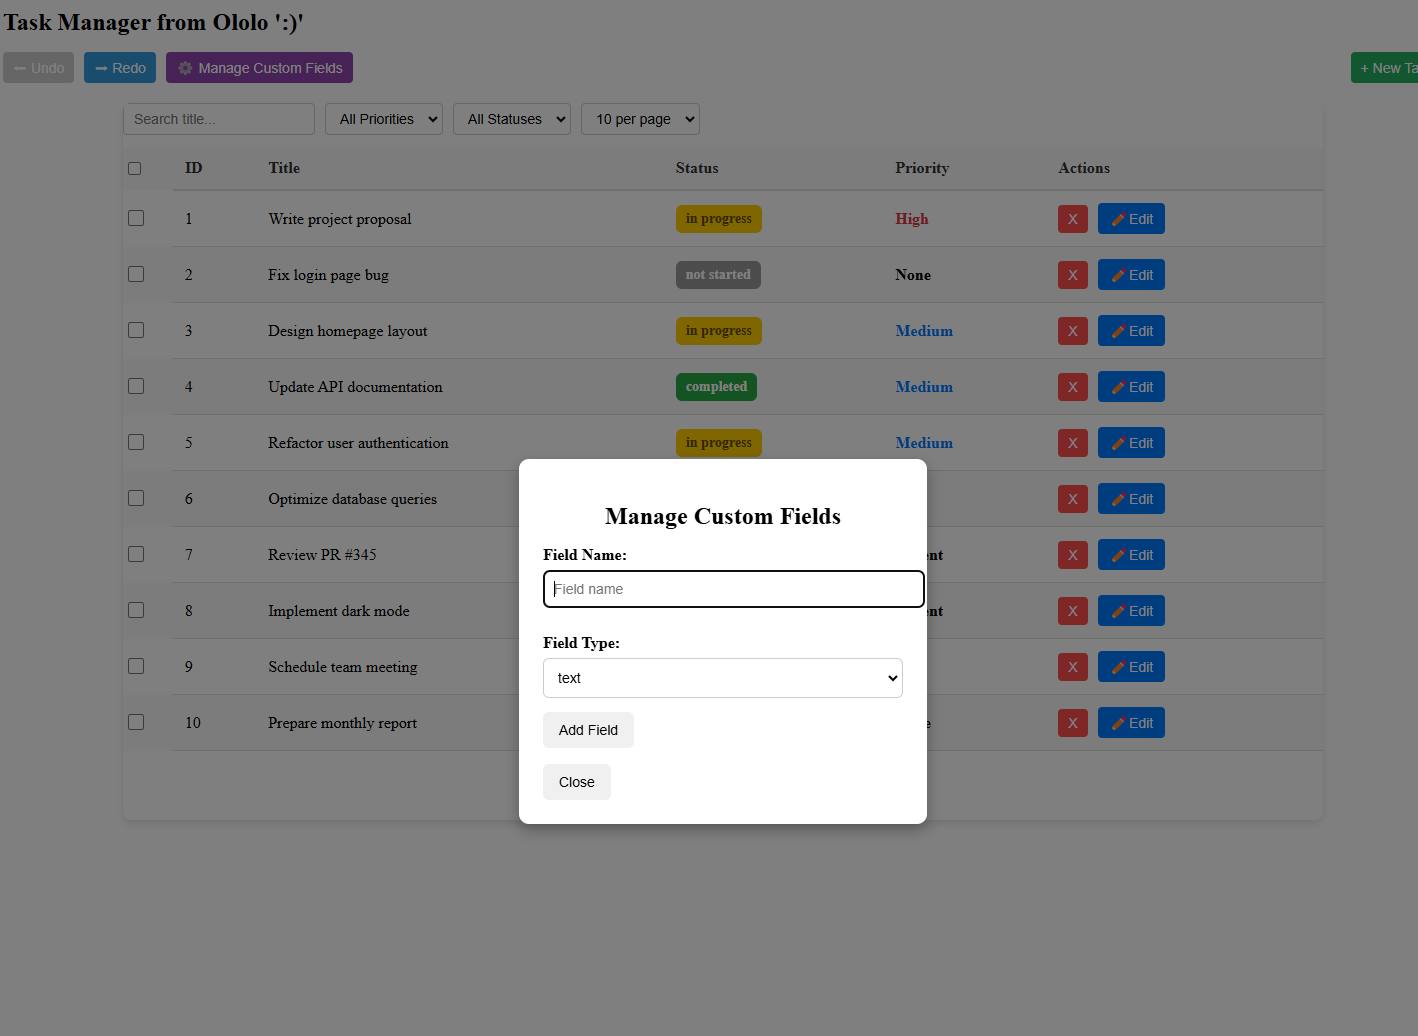 Task Manager from Ololo ':)'
Undo Redo Manage Custom Fields + New Ta
Search title... All Priorities All Statuses 10 per page
ID Title Status Priority Actions
1 Write project proposal in progress High X Edit
2 Fix login page bug not started None X Edit
3 Design homepage layout in progress Medium X Edit
4 Update API documentation completed Medium X Edit
5 Refactor user authentication in progress Medium X Edit
6 Optimize database queries X Edit
7 Review PR #345 nt X Edit
8 Implement dark mode nt X Edit
9 Schedule team meeting X Edit
10 Prepare monthly report e X Edit
Manage Custom Fields
Field Name:
Field name
Field Type:
text
Add Field
Close